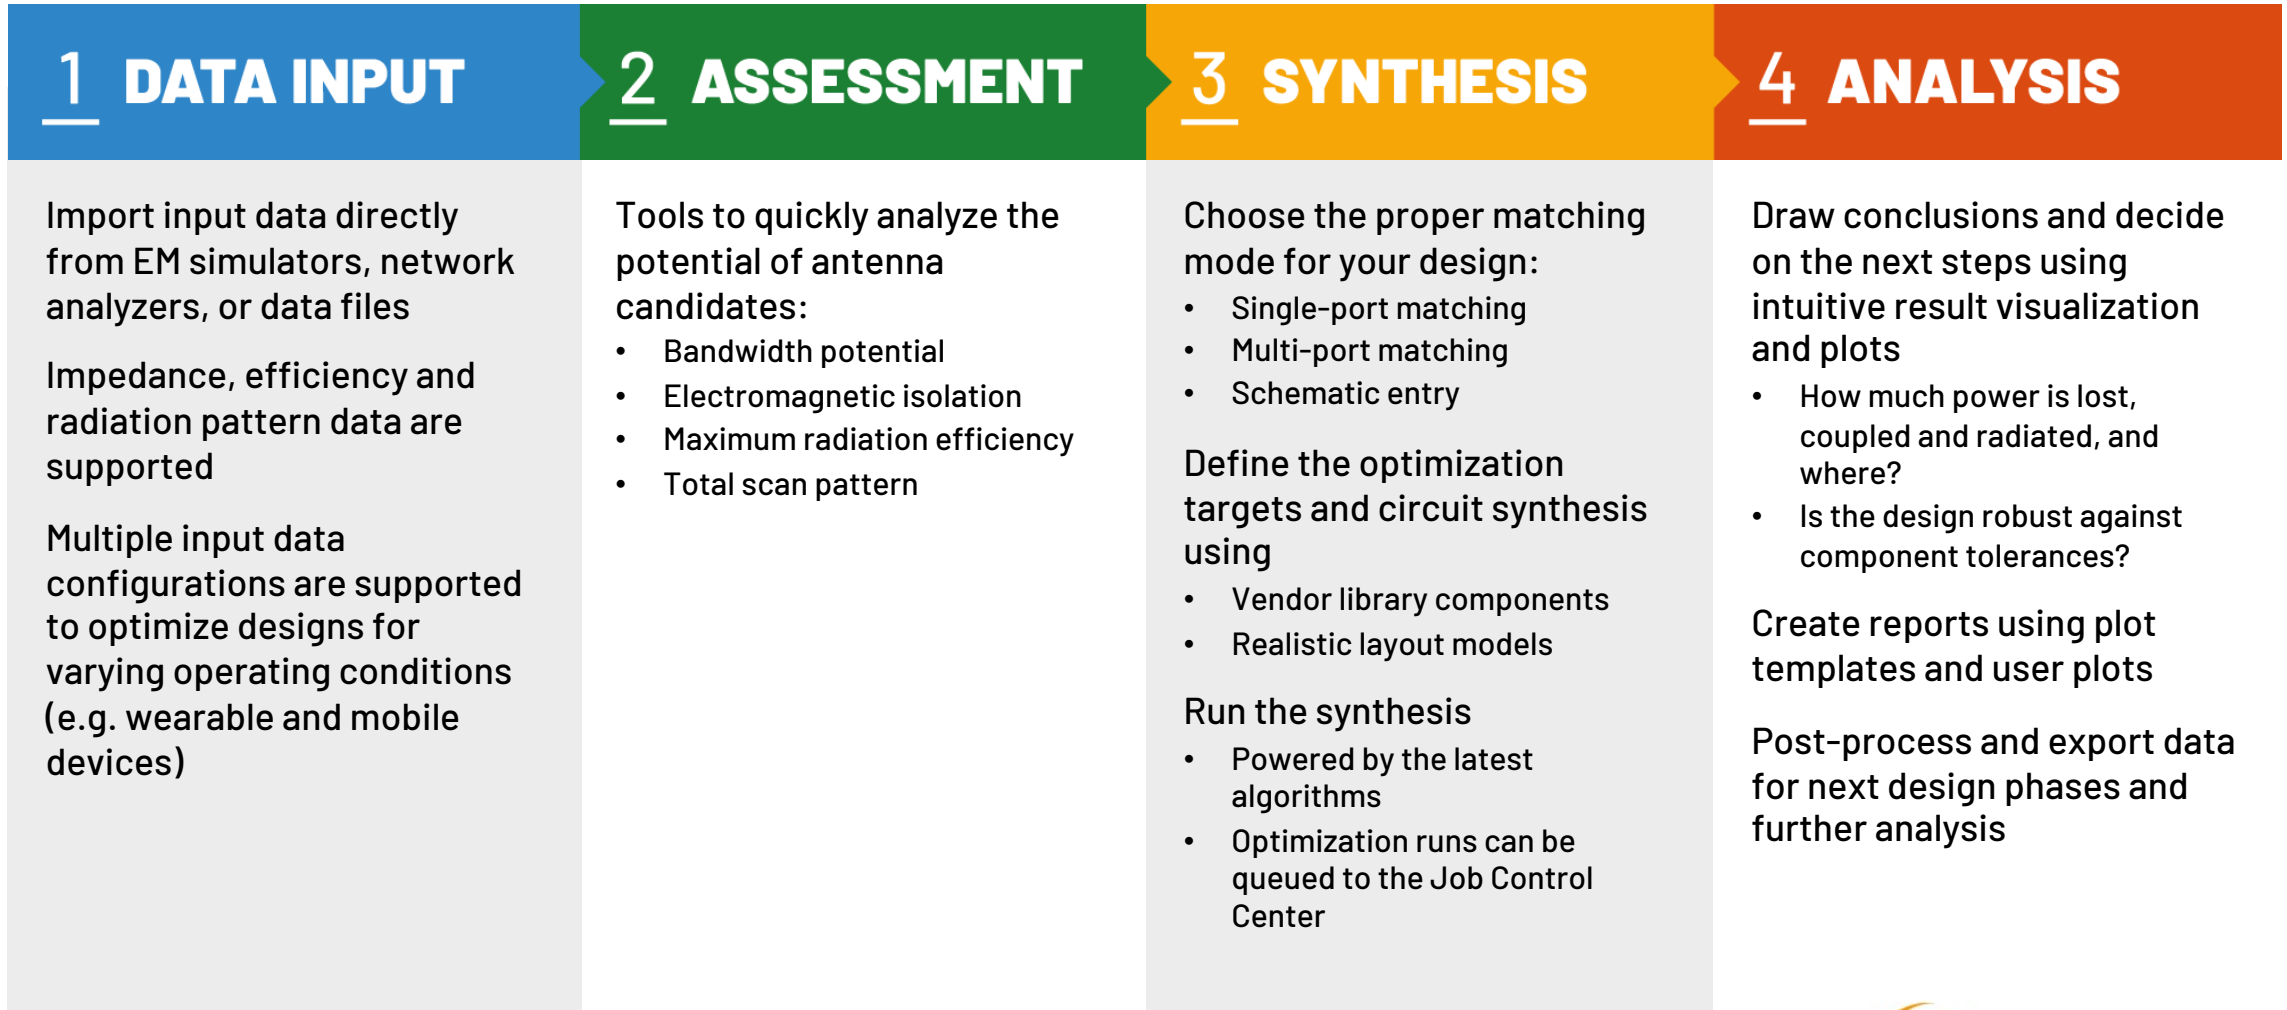 1 DATA INPUT
Import input data directly
from EM simulators, network
analyzers, or data files
Impedance, efficiency and
radiation pattern data are
supported
Multiple input data
configurations are supported
to optimize designs for
varying operating conditions
(e.g. wearable and mobile
devices)
2 ASSESSMENT
Tools to quickly analyze the
potential of antenna
candidates:
• Bandwidth potential
• Electromagnetic isolation
• Maximum radiation efficiency
• Total scan pattern
3 SYNTHESIS
Choose the proper matching
mode for your design:
• Single-port matching
• Multi-port matching
• Schematic entry
Define the optimization
targets and circuit synthesis
using
• Vendor library components
• Realistic layout models
Run the synthesis
• Powered by the latest
algorithms
• Optimization runs can be
queued to the Job Control
Center
4 ANALYSIS
Draw conclusions and decide
on the next steps using
intuitive result visualization
and plots
• How much power is lost,
coupled and radiated, and
where?
• Is the design robust against
component tolerances?
Create reports using plot
templates and user plots
Post-process and export data
for next design phases and
further analysis